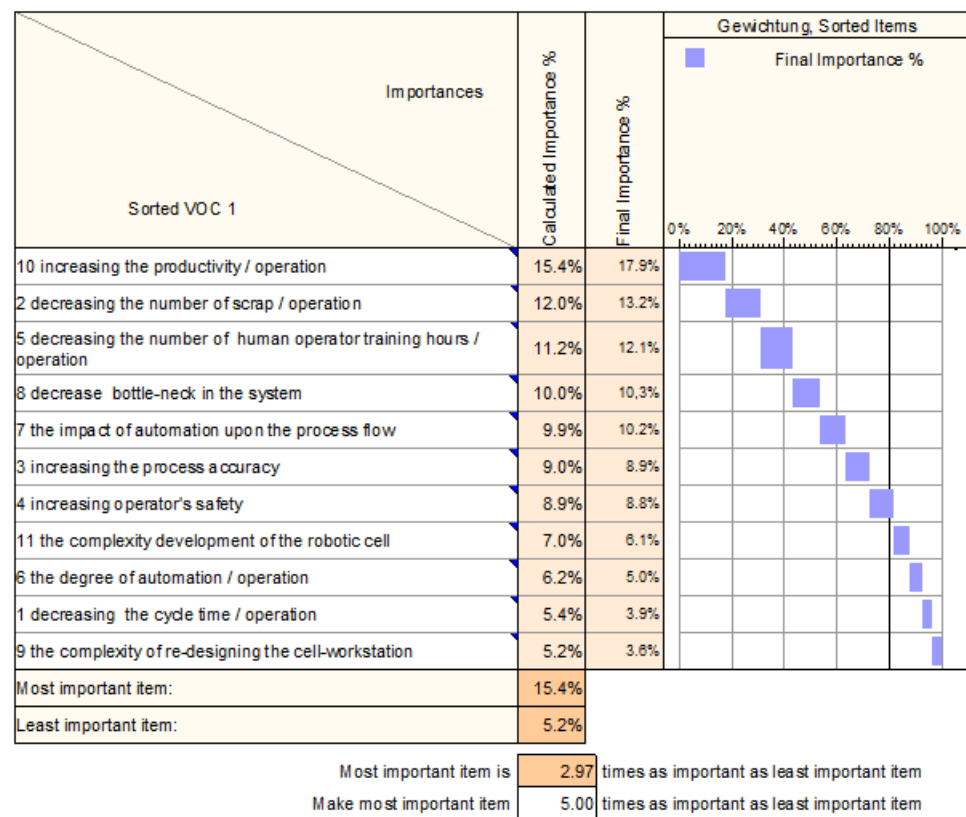 Gewichtung, Sorted Items
Final Importance %
Importances
Calculated Importance %
Final Importance %
Sorted VOC 1
0% 20% 40% 60% 80% 100%
10 increasing the productivity / operation 15.4% 17.9%
2 decreasing the number of scrap / operation 12.0% 13.2%
5 decreasing the number of human operator training hours /
operation 11.2% 12.1%
8 decrease bottle-neck in the system 10.0% 10,3%
7 the impact of automation upon the process flow 9.9% 10.2%
3 increasing the process accuracy 9.0% 8.9%
4 increasing operator's safety 8.9% 8.8%
11 the complexity development of the robotic cell 7.0% 6.1%
6 the degree of automation / operation 6.2% 5.0%
1 decreasing the cycle time / operation 5.4% 3.9%
9 the complexity of re-designing the cell-workstation 5.2% 3.6%
Most important item: 15.4%
Least important item: 5.2%
Most important item is 2.97 times as important as least important item
Make most important item 5.00 times as important as least important item